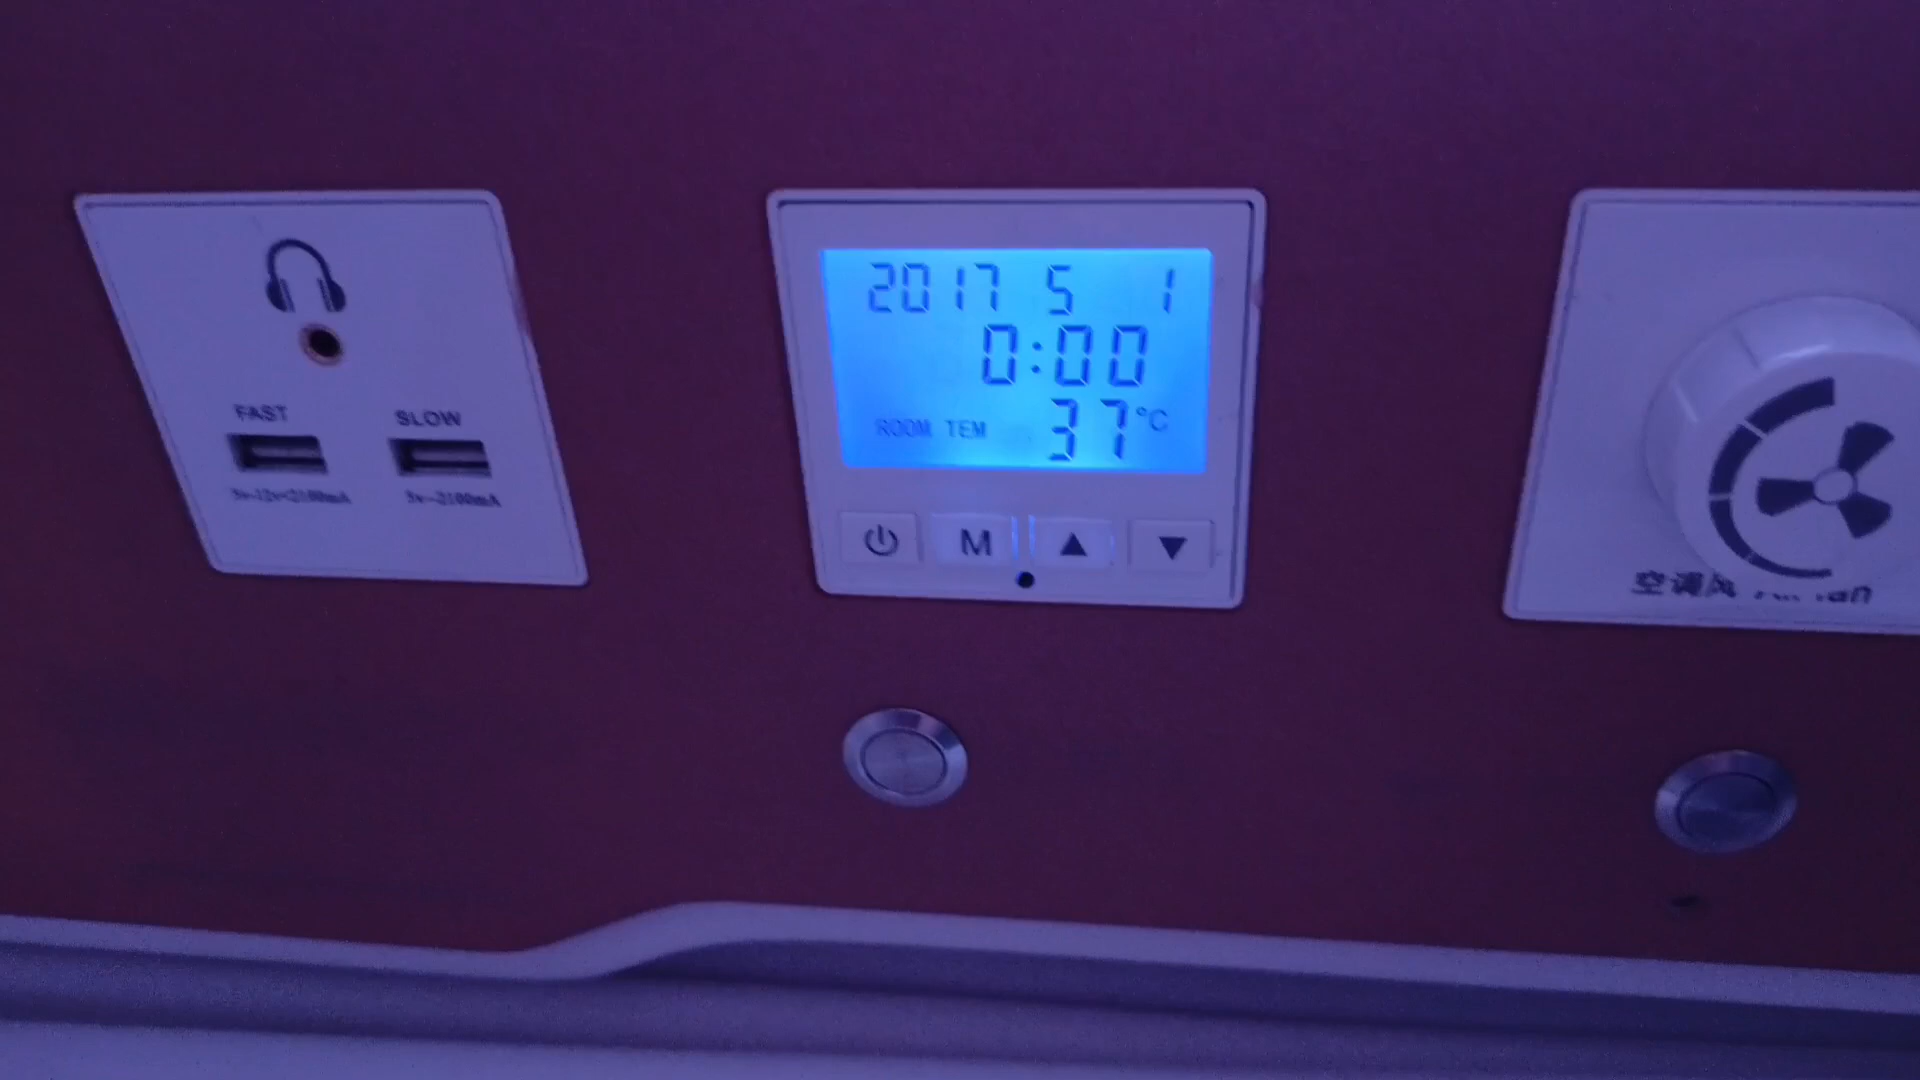 FAST
SLOW
5v-12v<2100mA
5v--2100mA
2017 5 1
0:00
ROOM TEM 37°C
M
空调风